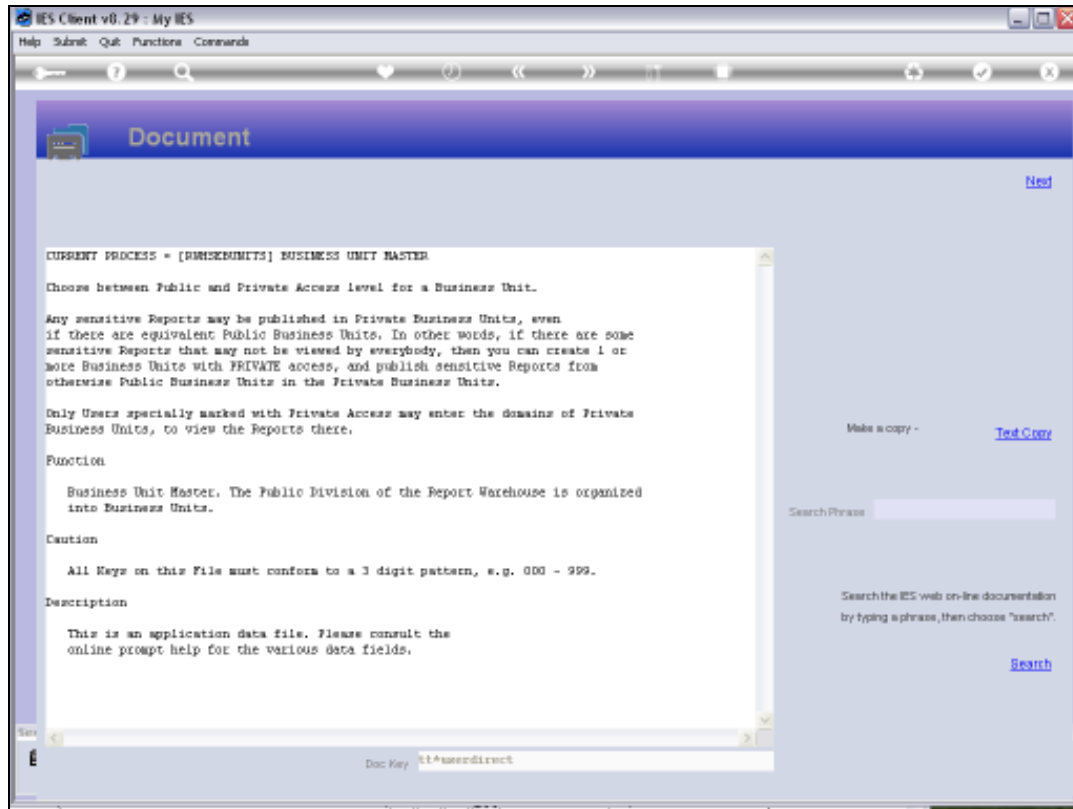 IES Client v8.29 : My IES
Help Submit Quit Functions Commands
Document
Next
CURRENT PROCESS = [RWHSEBUNITS] BUSINESS UNIT MASTER
Choose between Public and Private Access level for a Business Unit.
Any sensitive Reports may be published in Private Business Units, even
if there are equivalent Public Business Units. In other words, if there are some
sensitive Reports that may not be viewed by everybody, then you can create 1 or
more Business Units with PRIVATE access, and publish sensitive Reports from
otherwise Public Business Units in the Private Business Units.
Only Users specially marked with Private Access may enter the domains of Private
Business Units, to view the Reports there.
Function
Business Unit Master. The Public Division of the Report Warehouse is organized
into Business Units.
Caution
All Keys on this File must conform to a 3 digit pattern, e.g. 000 - 999.
Description
This is an application data file. Please consult the
online prompt help for the various data fields.
Make a copy -
Text Copy
Search Phrase
Search the IES web on-line documentation
by typing a phrase, then choose "search".
Search
Doc Key tt^userdirect